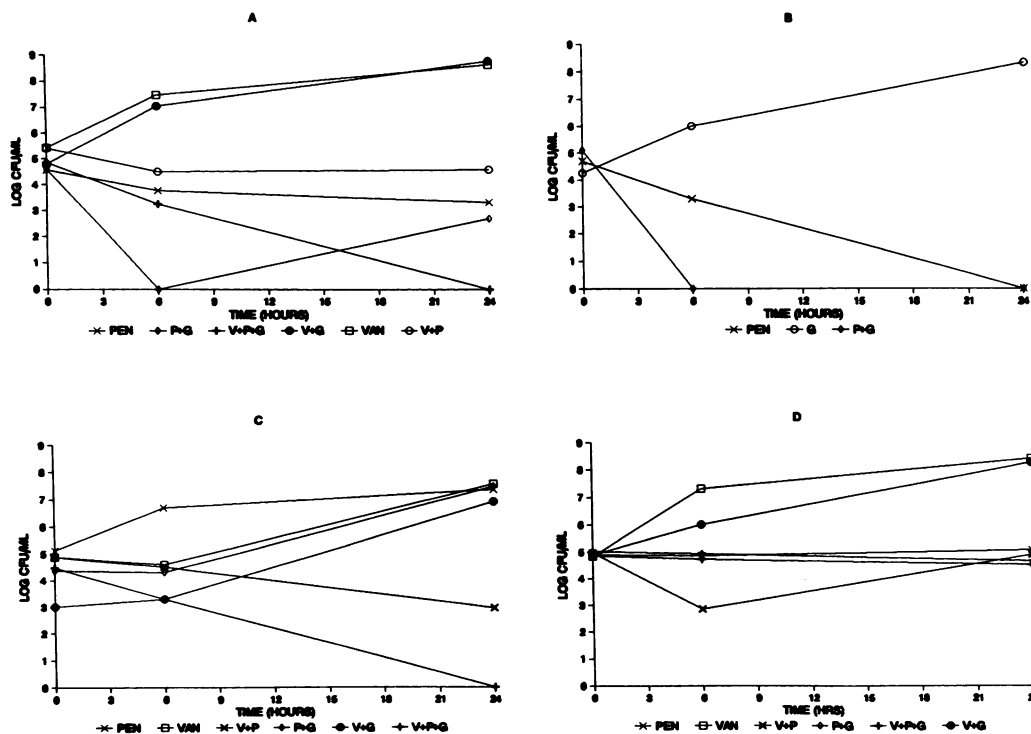 A
LOG CFU/ML
9
8
7
6
5
4
3
2
1
0
0 3 6 9 12 15 18 21 24
TIME (HOURS)
PEN P+G V+P+G V+G VAN V+P
B
LOG CFU/ML
9
8
7
6
5
4
3
2
1
0
0 3 6 9 12 15 18 21 24
TIME (HOURS)
PEN G P+G
C
LOG CFU/ML
9
8
7
6
5
4
3
2
1
0
0 3 6 9 12 15 18 21 24
TIME (HOURS)
PEN VAN V+P P+G V+G V+P+G
D
LOG CFU/ML
9
8
7
6
5
4
3
2
1
0
0 3 6 9 12 15 18 21 2
TIME (HRS)
PEN VAN V+P P+G V+P+G V+G